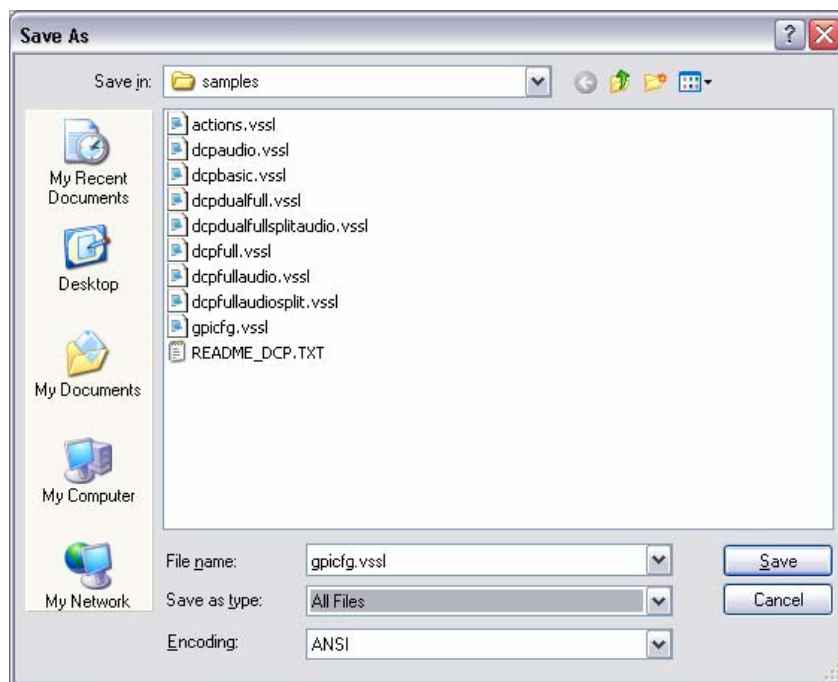 Save As
Save in:
samples
My Recent
Documents
Desktop
My Documents
My Computer
My Network
actions.vssl
dcpaudio.vssl
dcpbasic.vssl
dcpdualfull.vssl
dcpdualfullsplitaudio.vssl
dcpfull.vssl
dcpfullaudio.vssl
dcpfullaudiosplit.vssl
gpicfg.vssl
README_DCP.TXT
File name:
gpicfg.vssl
Save
Save as type:
All Files
Cancel
Encoding:
ANSI